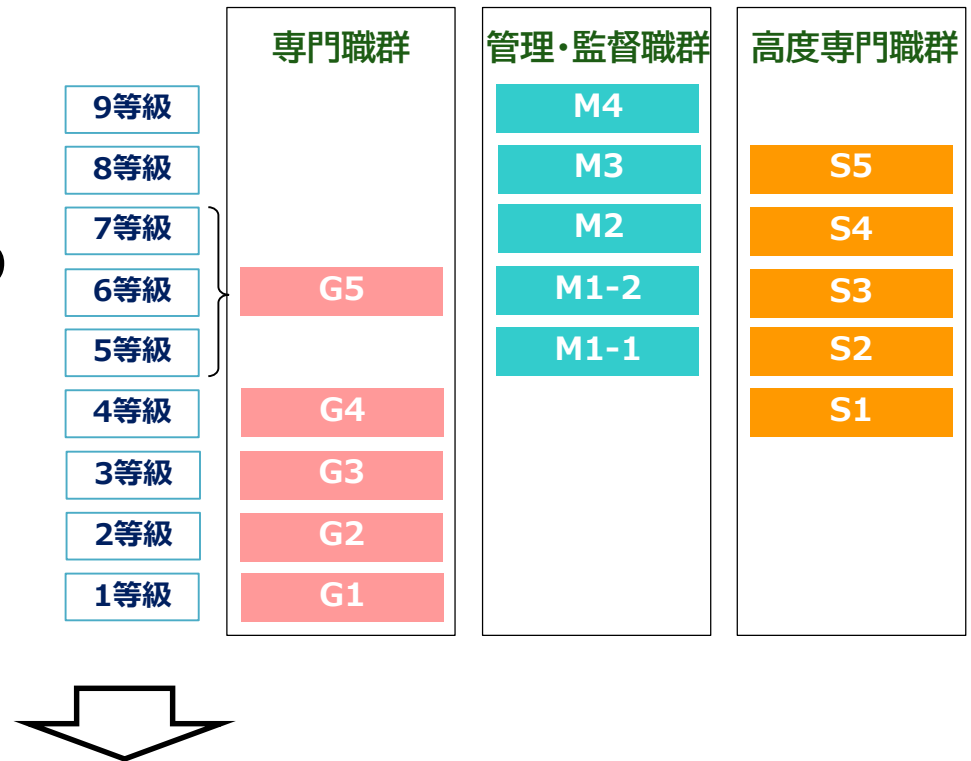 専門職群 管理・監督職群 高度専門職群
9等級 M4
8等級 M3 S5
7等級 M2 S4
6等級 G5 M1-2 S3
5等級 M1-1 S2
4等級 G4 S1
3等級 G3
2等級 G2
1等級 G1